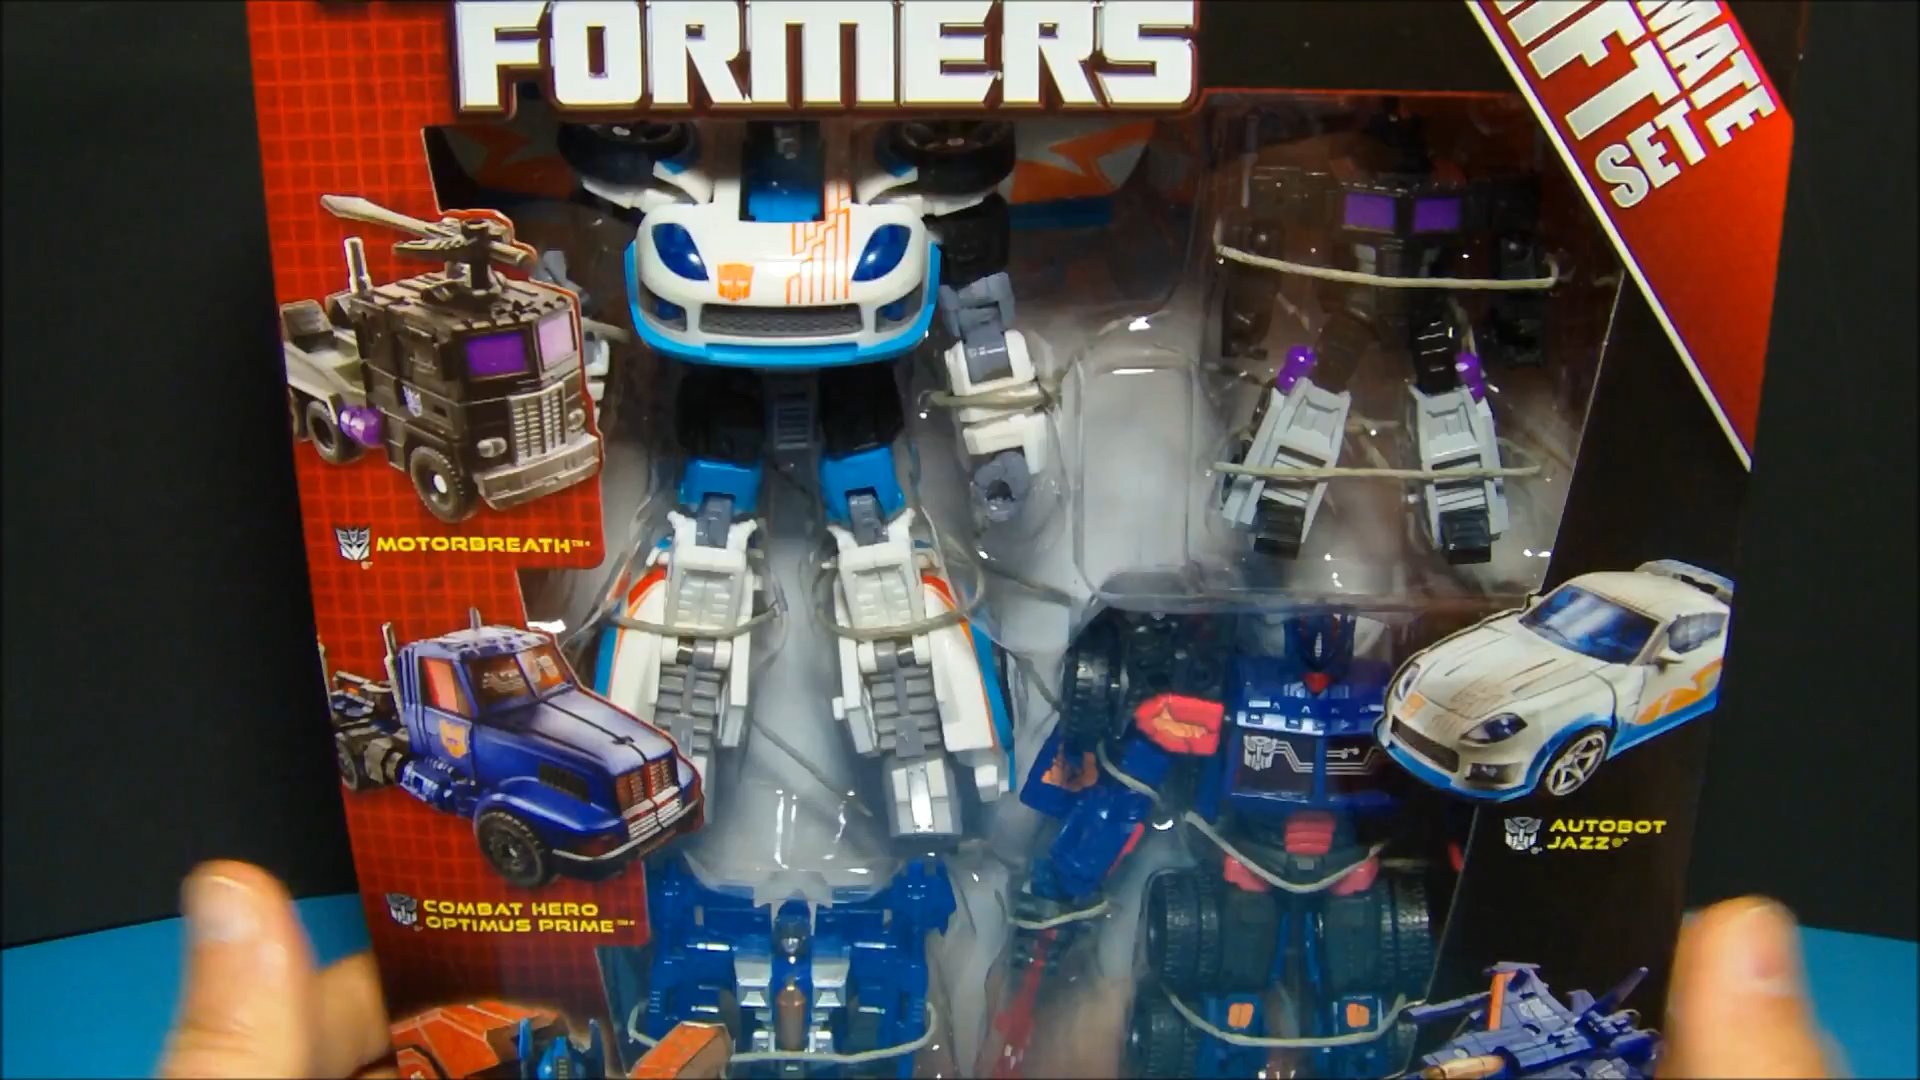 FORMERS
MATE
IFT
SET
MOTORBREATH™
COMBAT HERO
OPTIMUS PRIME™
AUTOBOT
JAZZ®